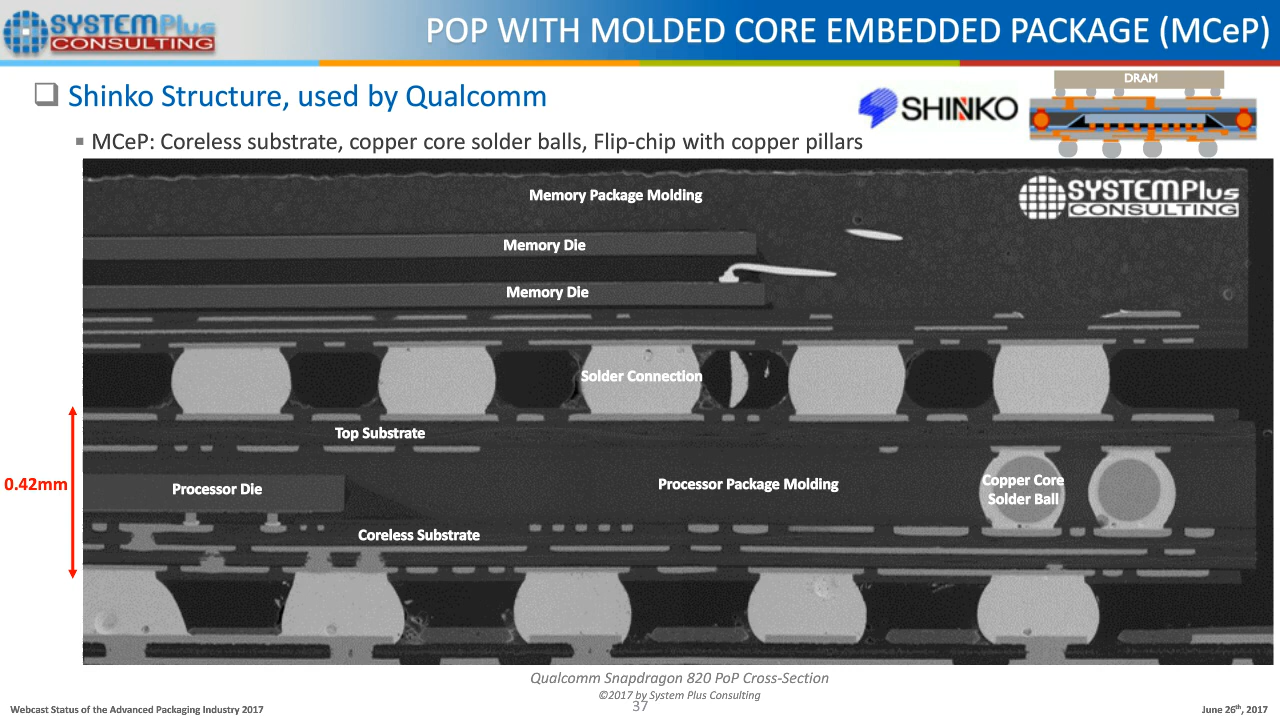 SYSTEMPlus
CONSULTING
POP WITH MOLDED CORE EMBEDDED PACKAGE (MCeP)
Shinko Structure, used by Qualcomm
SHINKO
DRAM
MCeP: Coreless substrate, copper core solder balls, Flip-chip with copper pillars
Memory Package Molding
SYSTEMPlus
CONSULTING
Memory Die
Memory Die
Solder Connection
Top Substrate
0.42mm
Processor Die
Processor Package Molding
Copper Core
Solder Ball
Coreless Substrate
Qualcomm Snapdragon 820 PoP Cross-Section
©2017 by System Plus Consulting
Webcast Status of the Advanced Packaging Industry 2017
37
June 26th, 2017